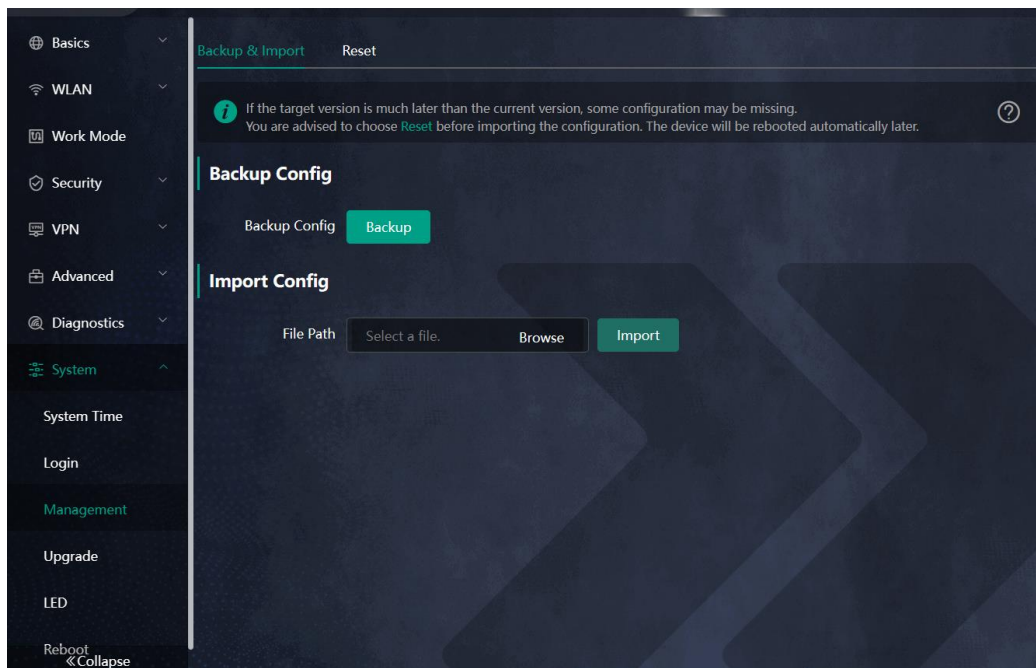 Basics
WLAN
Work Mode
Security
VPN
Advanced
Diagnostics
System
System Time
Login
Management
Upgrade
LED
Reboot
«Collapse
Backup & Import Reset
If the target version is much later than the current version, some configuration may be missing.
You are advised to choose Reset before importing the configuration. The device will be rebooted automatically later.
Backup Config
Backup Config Backup
Import Config
File Path Select a file. Browse Import